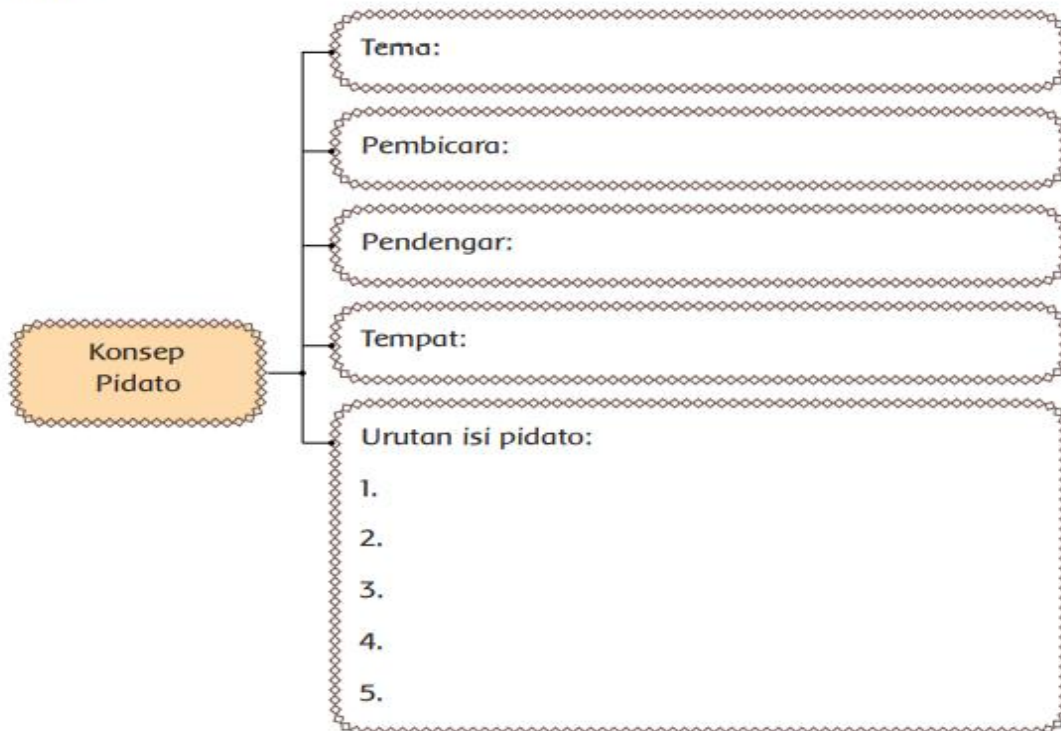 Tema:
Pembicara:
Pendengar:
Tempat:
Konsep
Pidato
Urutan isi pidato:
1.
2.
3.
4.
5.